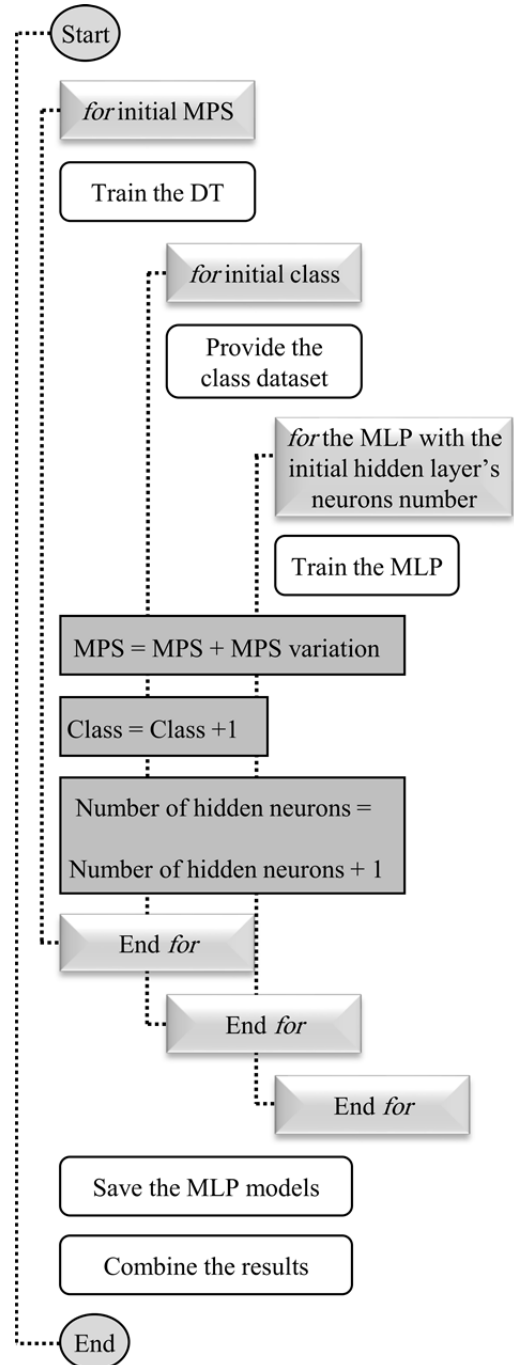 Start
for initial MPS
Train the DT
for initial class
Provide the
class dataset
for the MLP with the
initial hidden layer's
neurons number
Train the MLP
MPS = MPS + MPS variation
Class = Class +1
Number of hidden neurons =
Number of hidden neurons + 1
End for
End for
End for
Save the MLP models
Combine the results
End